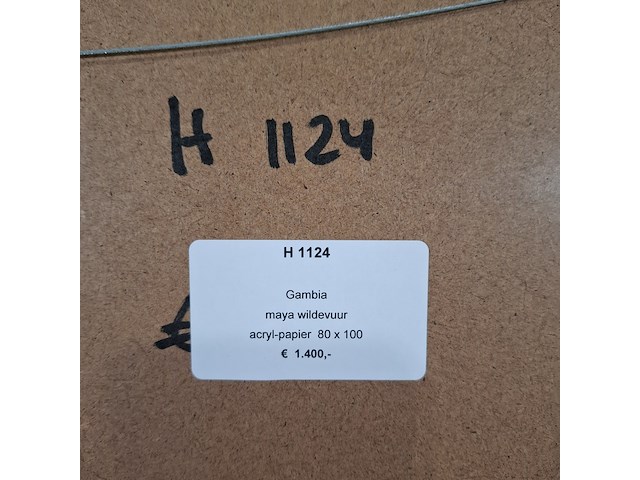 H 1124
H 1124
Gambia
maya wildevuur
acryl-papier 80 x 100
€ 1.400,-
€